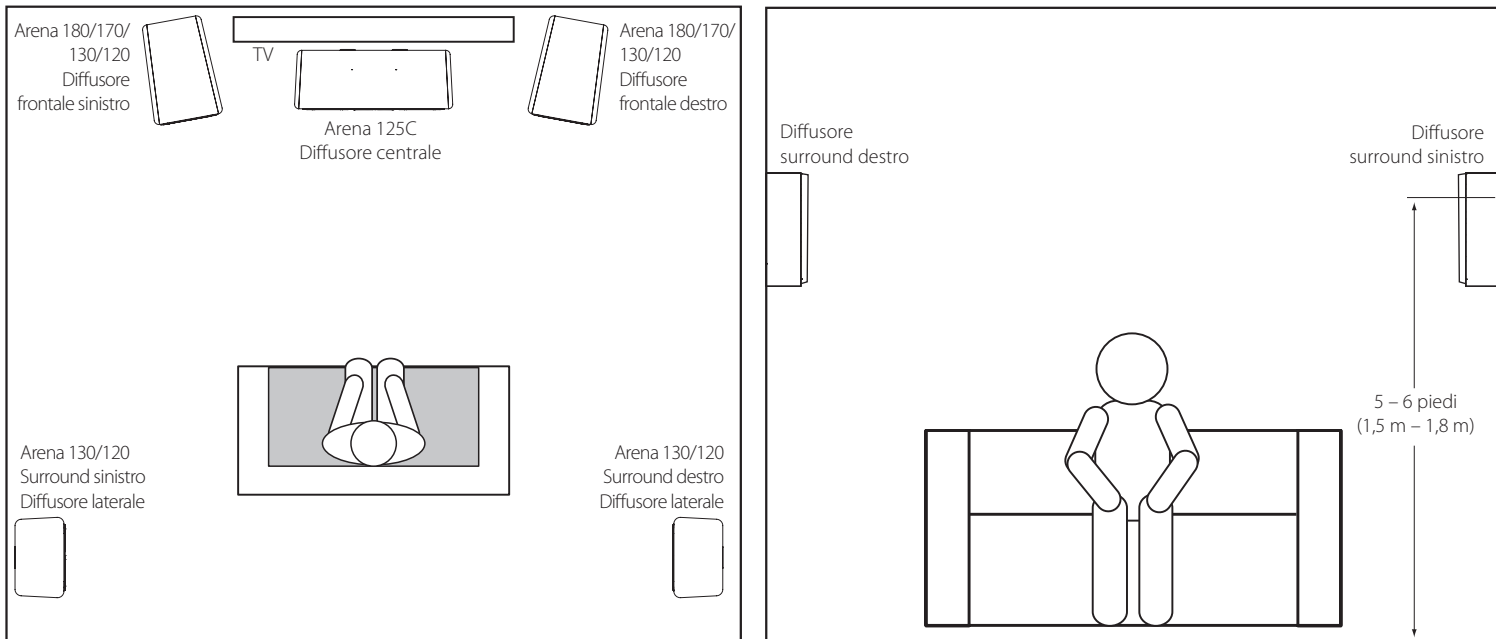 Arena 180/170/
130/120
Diffusore
frontale sinistro
TV
Arena 125C
Diffusore centrale
Arena 180/170/
130/120
Diffusore
frontale destro
Arena 130/120
Surround sinistro
Diffusore laterale
Arena 130/120
Surround destro
Diffusore laterale
Diffusore
surround destro
Diffusore
surround sinistro
5 – 6 piedi
(1,5 m – 1,8 m)